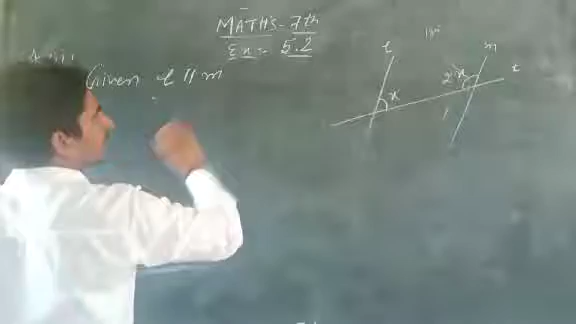 MATHS - 7th
Ex - 5.2
Given l || m
l
m
t
x
2x